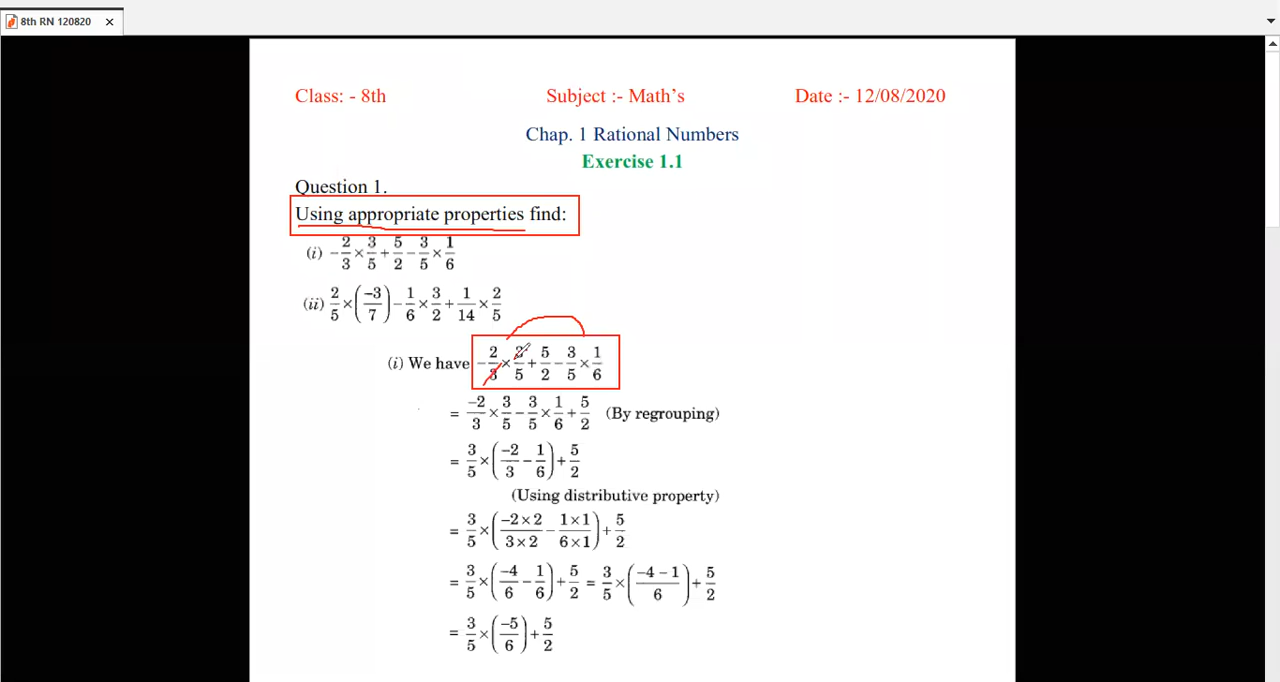 8th RN 120820
Class: - 8th Subject :- Math's Date :- 12/08/2020
Chap. 1 Rational Numbers
Exercise 1.1
Question 1.
Using appropriate properties find:
(i) -2/3 × 3/5 + 5/2 - 3/5 × 1/6
(ii) 2/5 × (-3/7) - 1/6 × 3/2 + 1/14 × 2/5
(i) We have -2/3 × 3/5 + 5/2 - 3/5 × 1/6
= -2/3 × 3/5 - 3/5 × 1/6 + 5/2 (By regrouping)
= 3/5 × (-2/3 - 1/6) + 5/2
(Using distributive property)
= 3/5 × (-2×2/3×2 - 1×1/6×1) + 5/2
= 3/5 × (-4/6 - 1/6) + 5/2 = 3/5 × (-4-1/6) + 5/2
= 3/5 × (-5/6) + 5/2